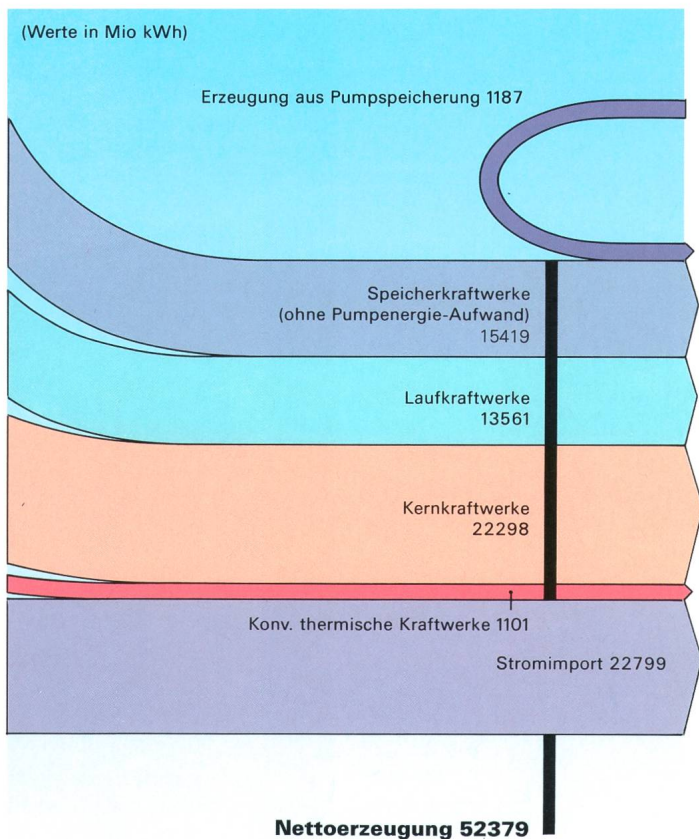 (Werte in Mio kWh)
Erzeugung aus Pumpspeicherung 1187
Speicherkraftwerke
(ohne Pumpenergie-Aufwand)
15419
Laufkraftwerke
13561
Kernkraftwerke
22298
Konv. thermische Kraftwerke 1101
Stromimport 22799
Nettoerzeugung 52379